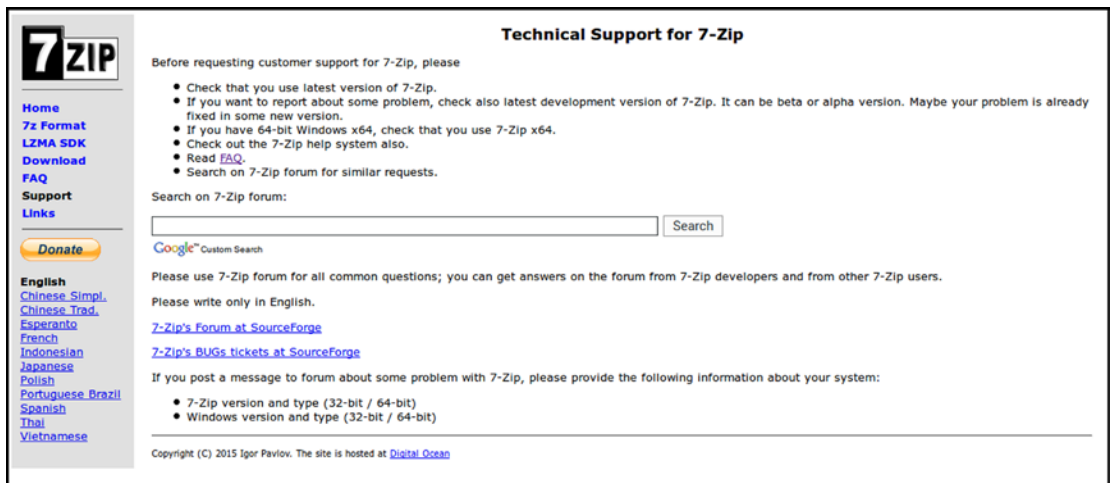 7 ZIP
Home
7z Format
LZMA SDK
Download
FAQ
Support
Links
Donate
English
Chinese Simpl.
Chinese Trad.
Esperanto
French
Indonesian
Japanese
Polish
Portuguese Brazil
Spanish
Thai
Vietnamese
Technical Support for 7-Zip
Before requesting customer support for 7-Zip, please
• Check that you use latest version of 7-Zip.
• If you want to report about some problem, check also latest development version of 7-Zip. It can be beta or alpha version. Maybe your problem is already
fixed in some new version.
• If you have 64-bit Windows x64, check that you use 7-Zip x64.
• Check out the 7-Zip help system also.
• Read FAQ.
• Search on 7-Zip forum for similar requests.
Search on 7-Zip forum:
Search
Google™ Custom Search
Please use 7-Zip forum for all common questions; you can get answers on the forum from 7-Zip developers and from other 7-Zip users.
Please write only in English.
7-Zip's Forum at SourceForge
7-Zip's BUGs tickets at SourceForge
If you post a message to forum about some problem with 7-Zip, please provide the following information about your system:
• 7-Zip version and type (32-bit / 64-bit)
• Windows version and type (32-bit / 64-bit)
Copyright (C) 2015 Igor Pavlov. The site is hosted at Digital Ocean